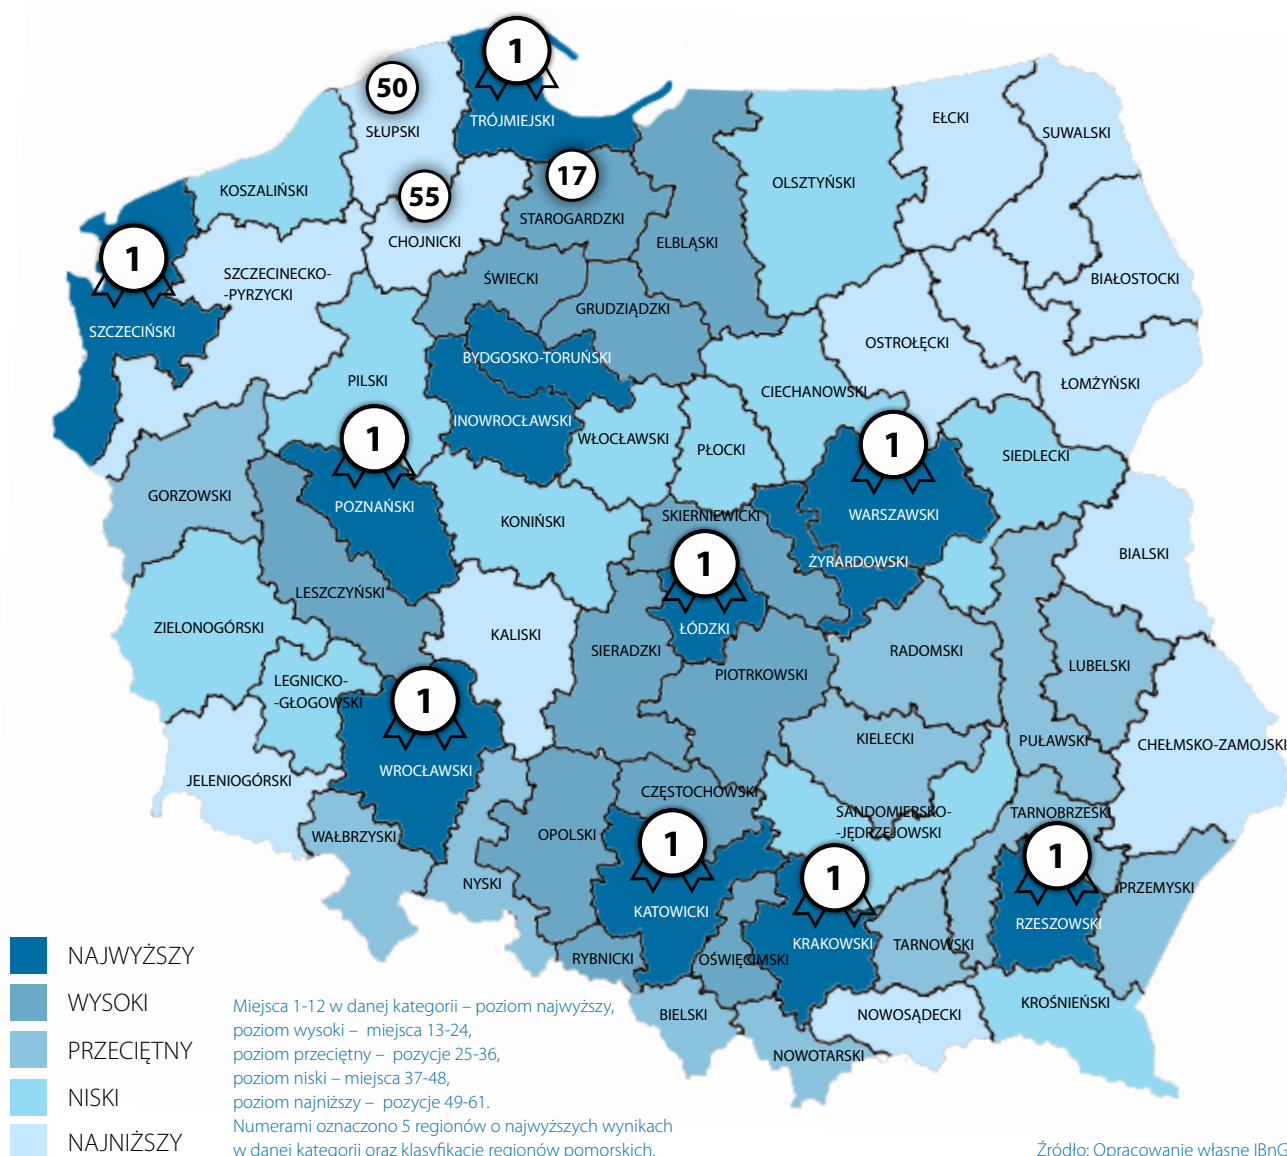 1
50
SŁUPSKI
TRÓJMIEJSKI
EŁCKI
SUWALSKI
KOSZALIŃSKI
55
17
OLSZTYŃSKI
STAROGARDZKI
CHOJNICKI
ELBLĄSKI
1
SZCZECINECKO-
-PYRZYCKI
ŚWIECKI
BIAŁOSTOCKI
GRUDZIĄDZKI
SZCZECIŃSKI
OSTROŁĘCKI
BYDGOSKO-TORUŃSKI
PILSKI
CIECHANOWSKI
ŁOMŻYŃSKI
INOWROCŁAWSKI
1
WŁOCŁAWSKI
PŁOCKI
1
SIEDLECKI
GORZOWSKI
POZNAŃSKI
KONIŃSKI
SKIERNIEWICKI
WARSZAWSKI
BIALSKI
1
ŻYRARDOWSKI
LESZCZYŃSKI
ZIELONOGÓRSKI
KALISKI
ŁÓDZKI
SIERADZKI
RADOMSKI
LUBELSKI
LEGNICKO-
-GŁOGOWSKI
PIOTRKOWSKI
1
KIELECKI
PUŁAWSKI
CHEŁMSKO-ZAMOJSKI
WROCŁAWSKI
JELENIOGÓRSKI
CZĘSTOCHOWSKI
SANDOMIERSKO-
-JĘDRZEJOWSKI
TARNOBRZESKI
WAŁBRZYSKI
OPOLSKI
1
1
1
NYSKI
PRZEMYSKI
KATOWICKI
RZESZOWSKI
KRAKOWSKI
TARNOWSKI
RYBNICKI
OŚWIĘCIMSKI
BIELSKI
NOWOSĄDECKI
KROŚNIEŃSKI
NOWOTARSKI
NAJWYŻSZY
WYSOKI
PRZECIĘTNY
NISKI
NAJNIŻSZY
Miejsca 1-12 w danej kategorii – poziom najwyższy,
poziom wysoki – miejsca 13-24,
poziom przeciętny – pozycje 25-36,
poziom niski – miejsca 37-48,
poziom najniższy – pozycje 49-61.
Numerami oznaczono 5 regionów o najwyższych wynikach
w danej kategorii oraz klasyfikację regionów pomorskich.
Źródło: Opracowanie własne IBnG